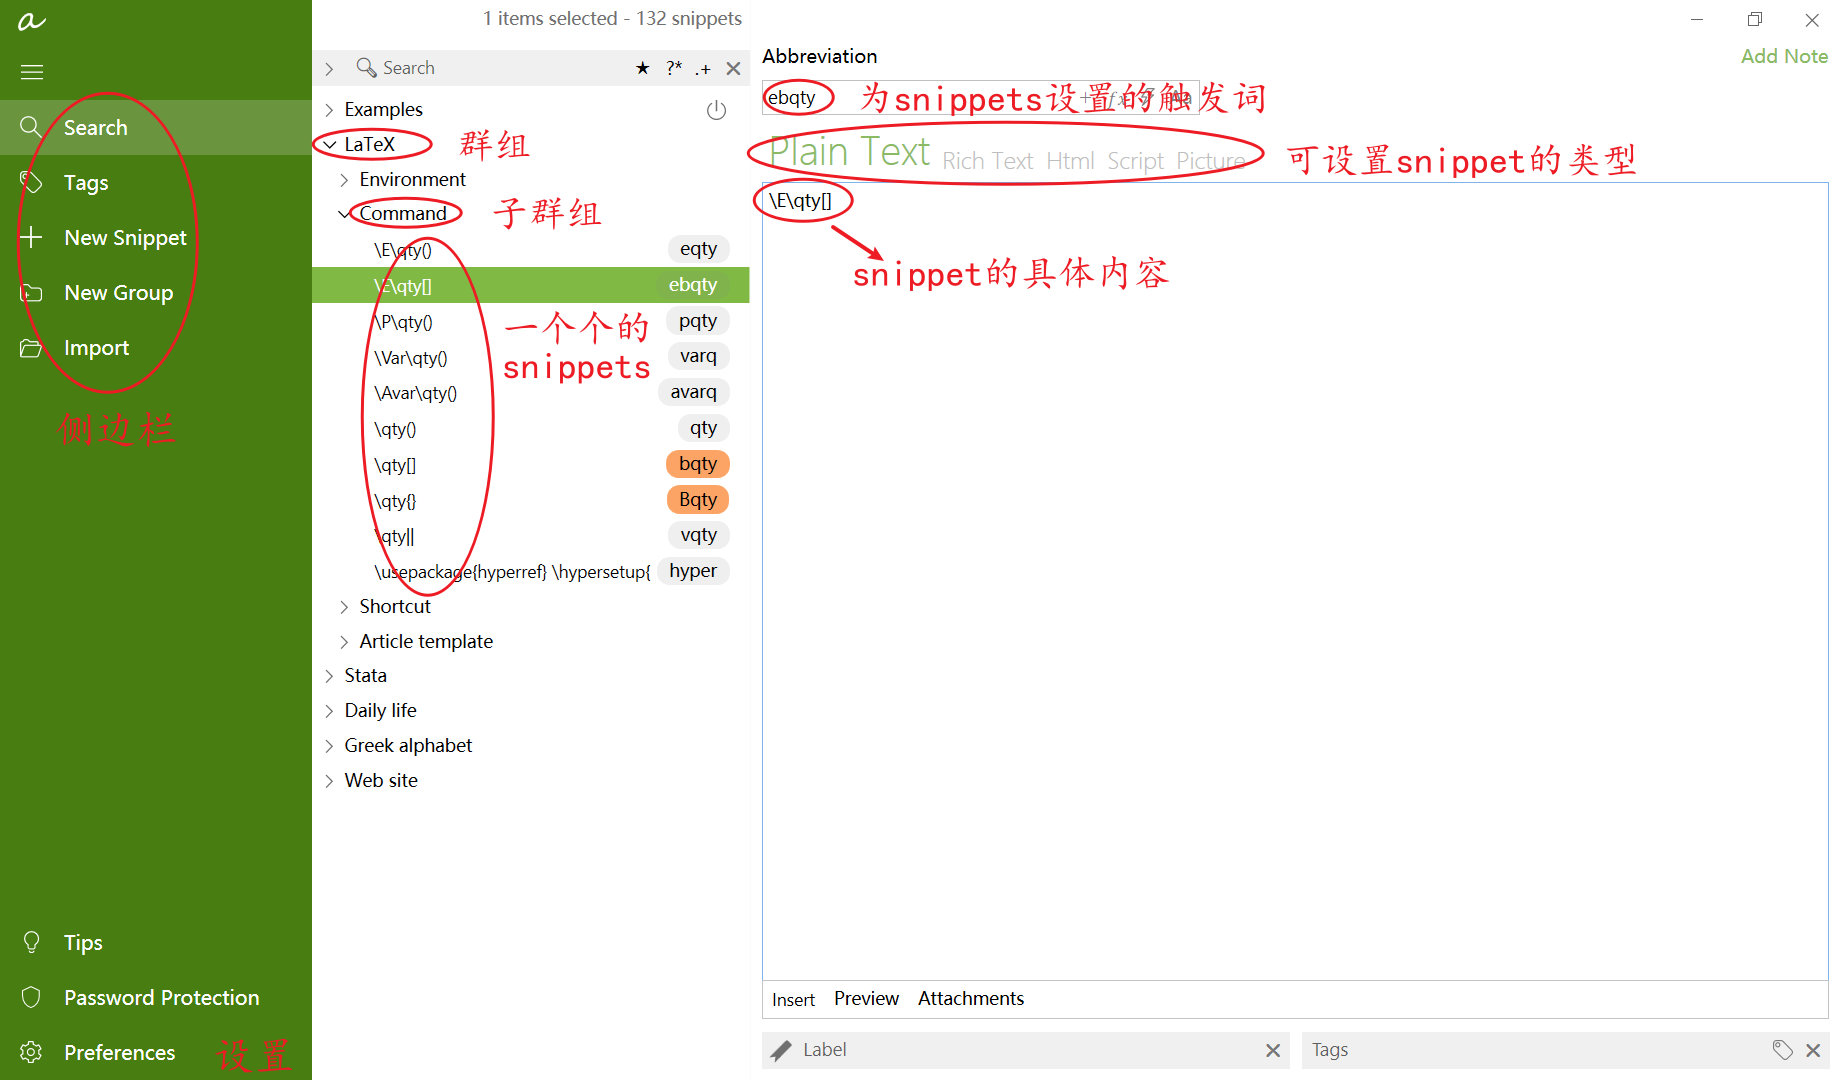 a
1 items selected - 132 snippets
Search
Tags
New Snippet
New Group
Import
侧边栏
Tips
Password Protection
Preferences 设置
Search ★ ?* .+
Examples
LaTeX 群组
Environment
Command 子群组
\E\qty() eqty
\E\qty[] ebqty
\P\qty() pqty
\Var\qty() varq
\Avar\qty() avarq
一个个的
snippets
\qty() qty
\qty[] bqty
\qty{} Bqty
\qty|| vqty
\usepackage{hyperref} \hypersetup{ hyper
Shortcut
Article template
Stata
Daily life
Greek alphabet
Web site
Abbreviation Add Note
ebqty 为snippets设置的触发词
Plain Text Rich Text Html Script Picture 可设置snippet的类型
\E\qty[]
snippet的具体内容
Insert Preview Attachments
Label Tags